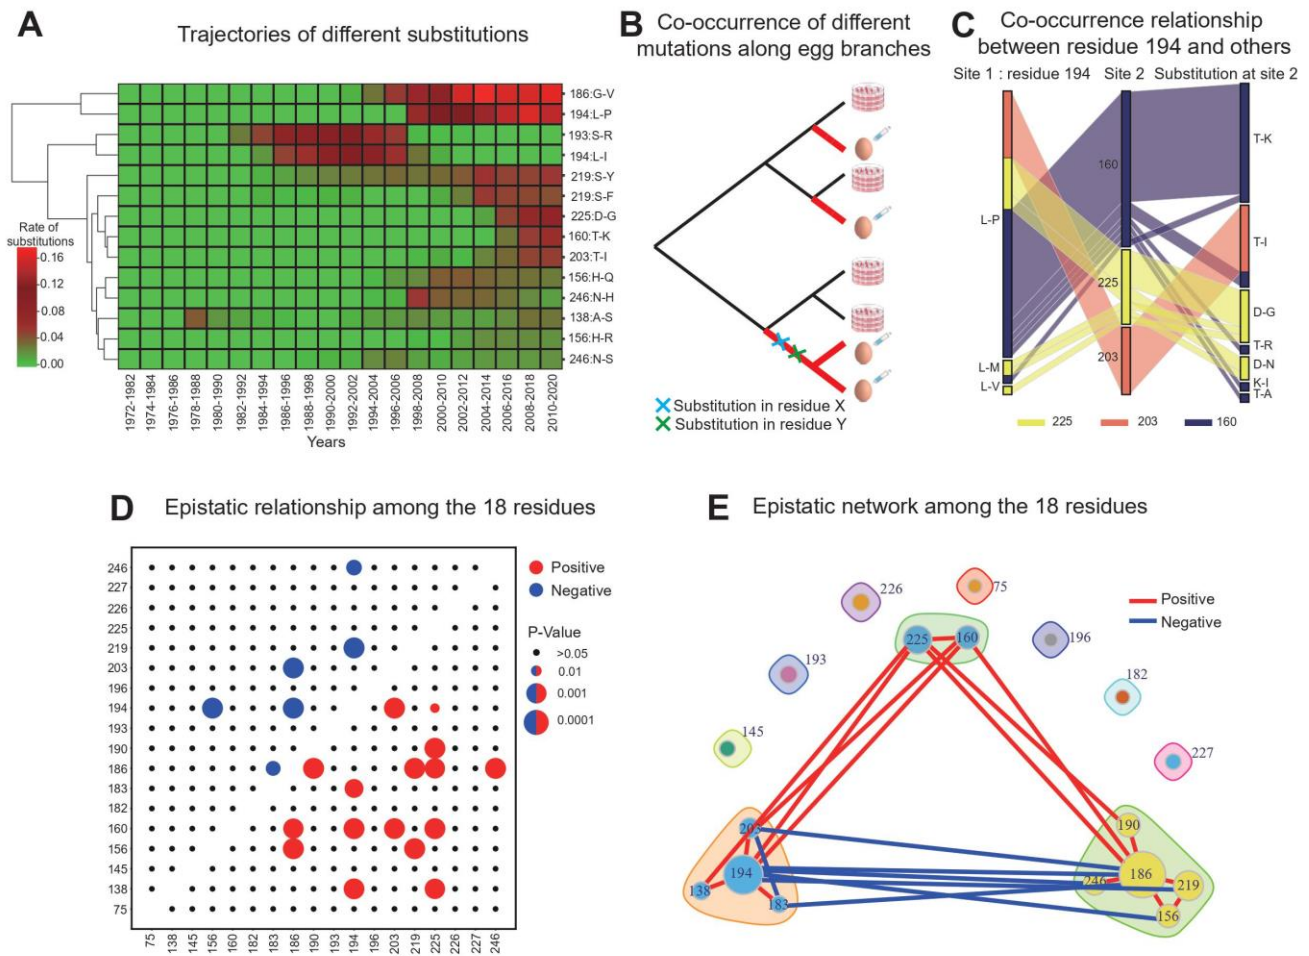 A
Trajectories of different substitutions
186:G-V
194:L-P
193:S-R
194:L-I
219:S-Y
219:S-F
225:D-G
160:T-K
203:T-I
156:H-Q
246:N-H
138:A-S
156:H-R
246:N-S
Rate of
substitutions
0.16
0.12
0.08
0.04
0.00
1972-1982
1974-1984
1976-1986
1978-1988
1980-1990
1982-1992
1984-1994
1986-1996
1988-1998
1990-2000
1992-2002
1994-2004
1996-2006
1998-2008
2000-2010
2002-2012
2004-2014
2006-2016
2008-2018
2010-2020
Years
B
Co-occurrence of different
mutations along egg branches
Substitution in residue X
Substitution in residue Y
C
Co-occurrence relationship
between residue 194 and others
Site 1 : residue 194 Site 2 Substitution at site 2
L-P
L-M
L-V
160
225
203
T-K
T-I
D-G
T-R
D-N
K-I
T-A
225 203 160
D
Epistatic relationship among the 18 residues
246
227
226
225
219
203
196
194
193
190
186
183
182
160
156
145
138
75
75 138 145 156 160 182 183 186 190 193 194 196 203 219 225 226 227 246
Positive
Negative
P-Value
>0.05
0.01
0.001
0.0001
E
Epistatic network among the 18 residues
Positive
Negative
226
75
225
160
196
193
182
145
227
203
194
138
183
190
186
246
219
156